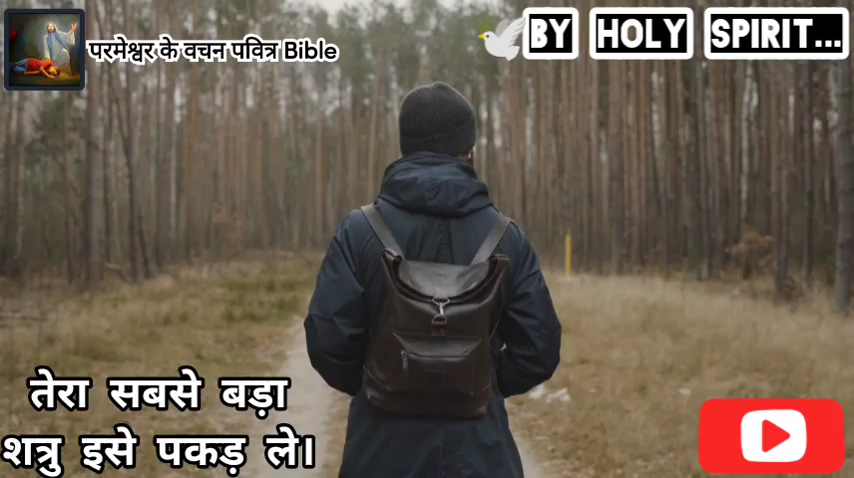 परमेश्वर के वचन पवित्र Bible
BY HOLY SPIRIT...
तेरा सबसे बड़ा
शत्रु इसे पकड़ ले।